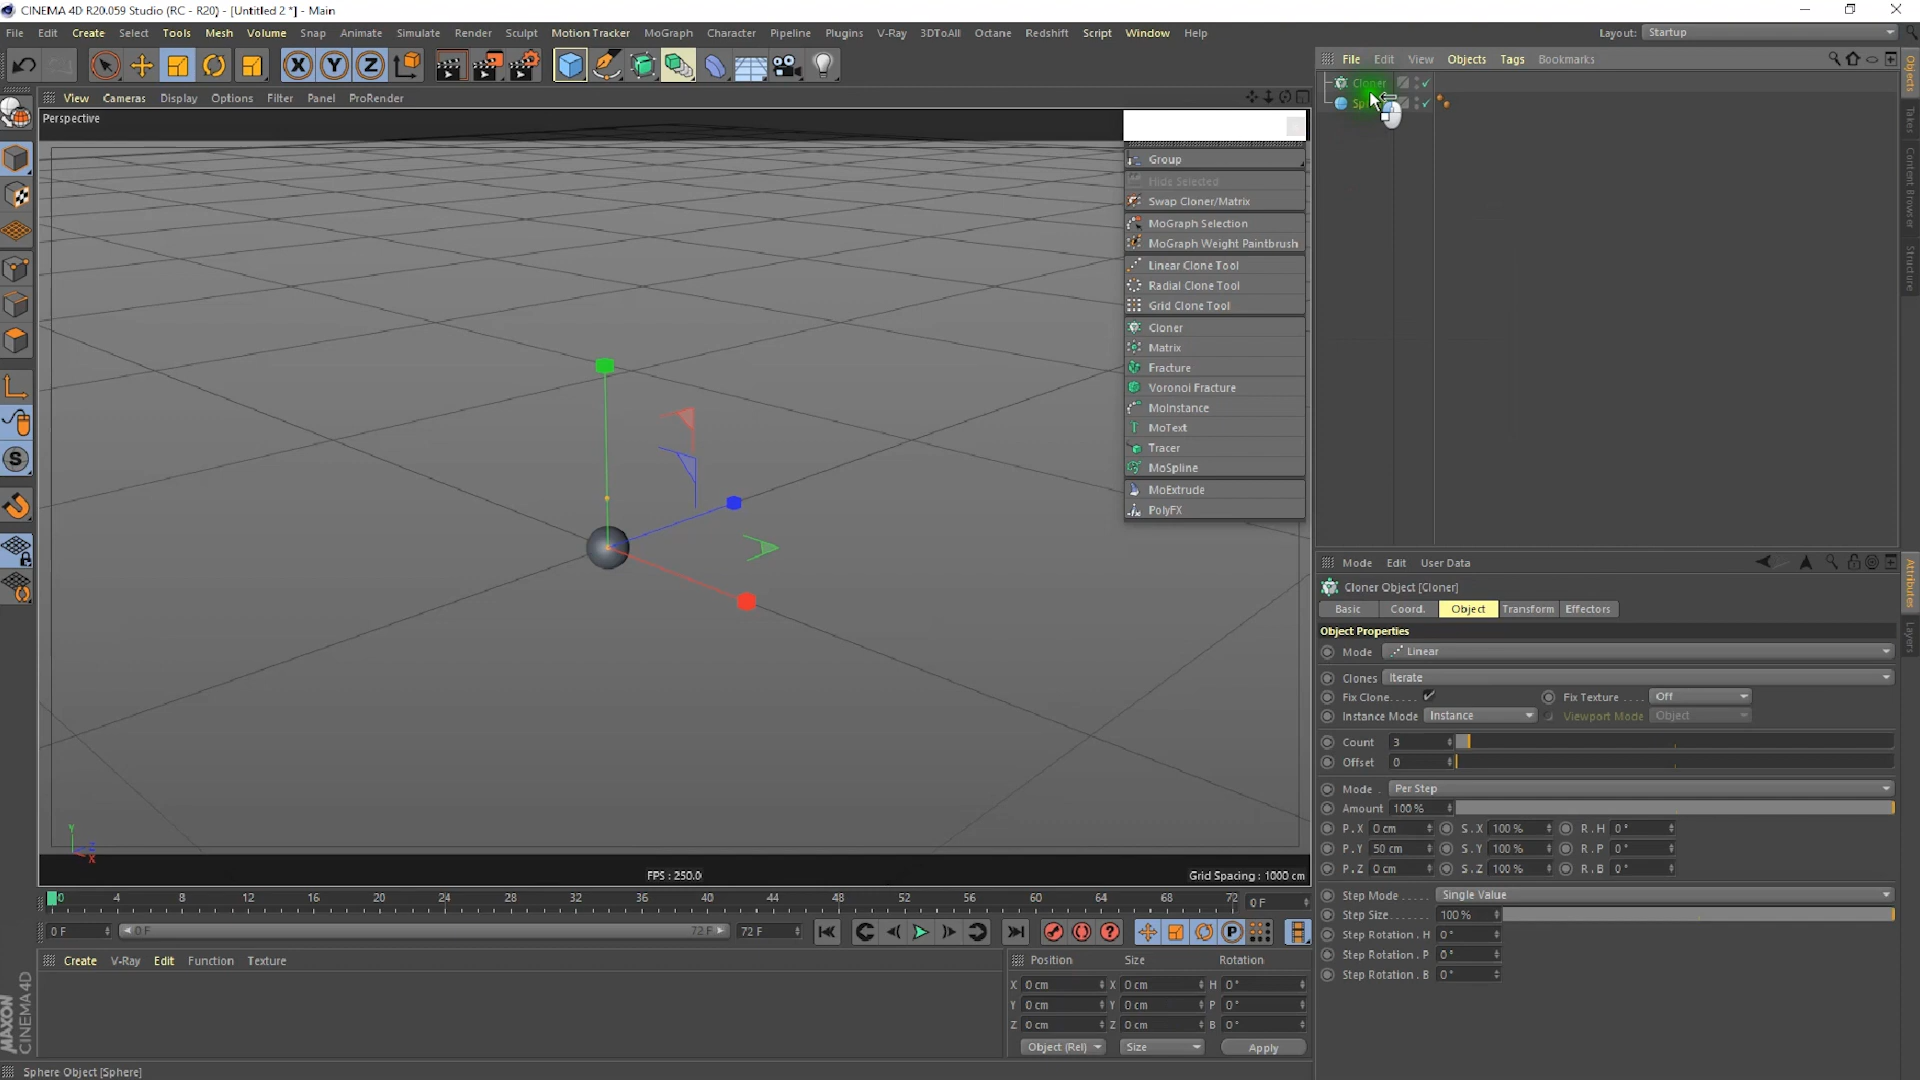 CINEMA 4D R20.059 Studio (RC - R20) - [Untitled 2 *] - Main
File Edit Create Select Tools Mesh Volume Snap Animate Simulate Render Sculpt Motion Tracker MoGraph Character Pipeline Plugins V-Ray 3DToAll Octane Redshift Script Window Help Layout: Startup
File Edit View Objects Tags Bookmarks
Cloner
View Cameras Display Options Filter Panel ProRender
Perspective
Group
Hide Selected
Swap Cloner/Matrix
MoGraph Selection
MoGraph Weight Paintbrush
Linear Clone Tool
Radial Clone Tool
Grid Clone Tool
Cloner
Matrix
Fracture
Voronoi Fracture
MoInstance
MoText
Tracer
MoSpline
MoExtrude
PolyFX
Objects
Takes
Content Browser
Structure
Mode Edit User Data
Cloner Object [Cloner]
Basic Coord. Object Transform Effectors
Object Properties
Mode Linear
Clones Iterate
Fix Clone..... Fix Texture.... Off
Instance Mode Instance Viewport Mode Object
Count 3
Offset 0
Mode . Per Step
Amount 100 %
P . X 0 cm S . X 100 % R . H 0 °
P . Y 50 cm S . Y 100 % R . P 0 °
P . Z 0 cm S . Z 100 % R . B 0 °
Step Mode ..... Single Value
Step Size....... 100 %
Step Rotation . H 0 °
Step Rotation . P 0 °
Step Rotation . B 0 °
Attributes
Layers
Y
Z
X
FPS : 250.0 Grid Spacing : 1000 cm
0 4 8 12 16 20 24 28 32 36 40 44 48 52 56 60 64 68 72 0 F
0 F 0 F 72 F 72 F
Create V-Ray Edit Function Texture
Position Size Rotation
X 0 cm X 0 cm H 0 °
Y 0 cm Y 0 cm P 0 °
Z 0 cm Z 0 cm B 0 °
Object (Rel) Size Apply
MAXON
CINEMA 4D
Sphere Object [Sphere]